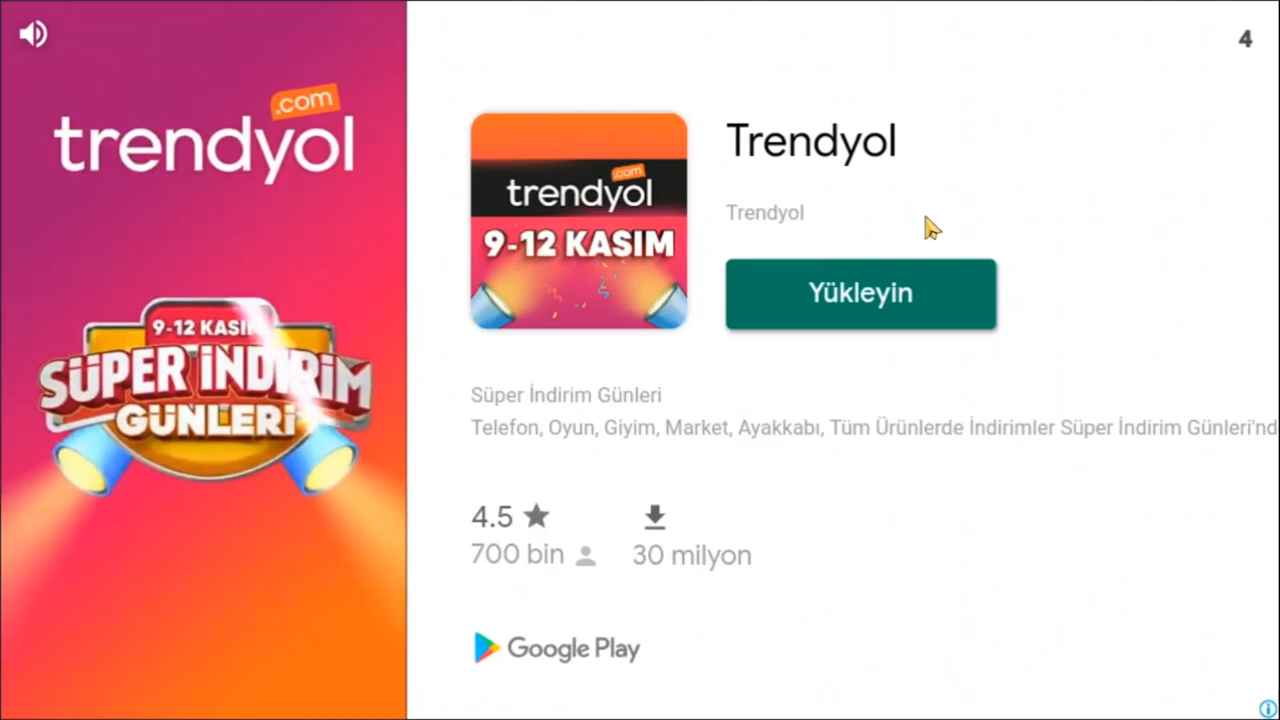 trendyol
.com
9-12 KASIM
SÜPER İNDİRİM
GÜNLERİ
4
trendyol
.com
9-12 KASIM
Trendyol
Trendyol
Yükleyin
Süper İndirim Günleri
Telefon, Oyun, Giyim, Market, Ayakkabı, Tüm Ürünlerde İndirimler Süper İndirim Günleri'nd
4.5
700 bin
30 milyon
Google Play